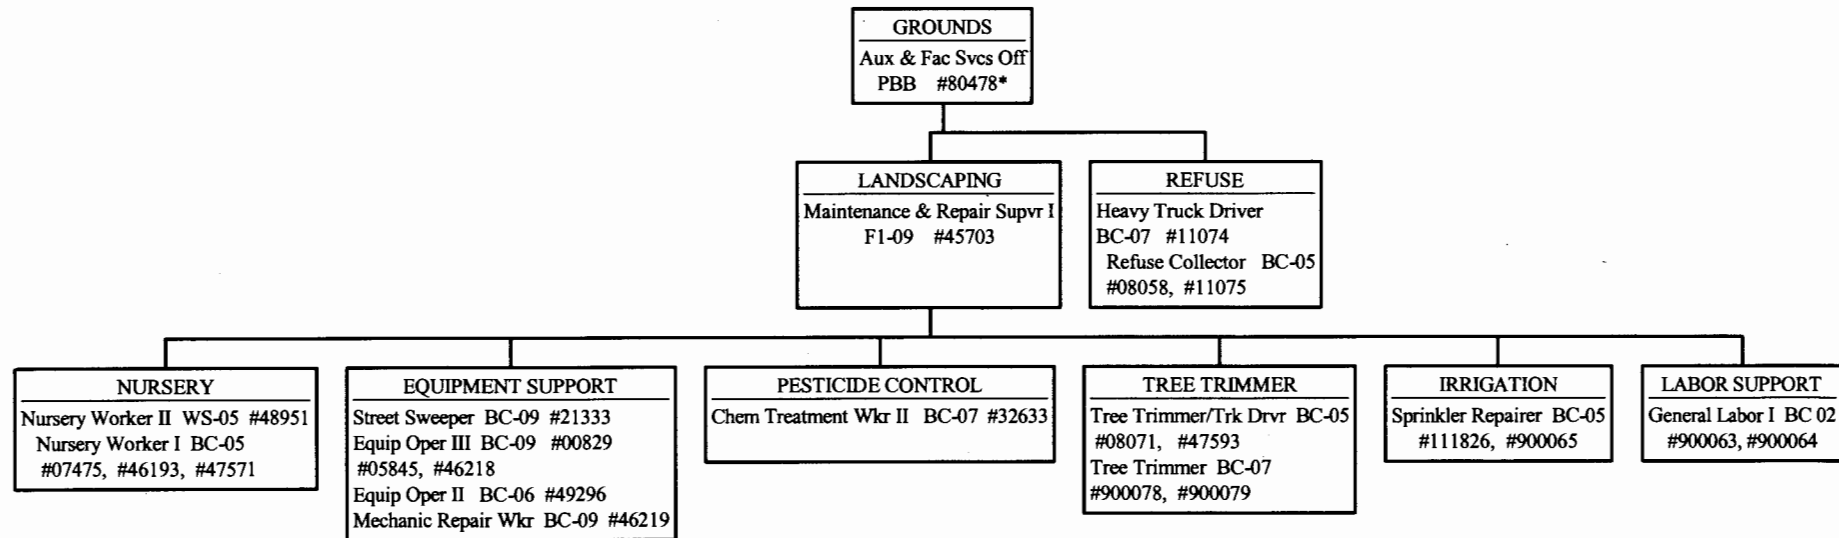 GROUNDS
Aux & Fac Svcs Off
PBB #80478*
LANDSCAPING
Maintenance & Repair Supvr I
F1-09 #45703
REFUSE
Heavy Truck Driver
BC-07 #11074
Refuse Collector BC-05
#08058, #11075
NURSERY
Nursery Worker II WS-05 #48951
Nursery Worker I BC-05
#07475, #46193, #47571
EQUIPMENT SUPPORT
Street Sweeper BC-09 #21333
Equip Oper III BC-09 #00829
#05845, #46218
Equip Oper II BC-06 #49296
Mechanic Repair Wkr BC-09 #46219
PESTICIDE CONTROL
Chem Treatment Wkr II BC-07 #32633
TREE TRIMMER
Tree Trimmer/Trk Drvr BC-05
#08071, #47593
Tree Trimmer BC-07
#900078, #900079
IRRIGATION
Sprinkler Repairer BC-05
#111826, #900065
LABOR SUPPORT
General Labor I BC 02
#900063, #900064